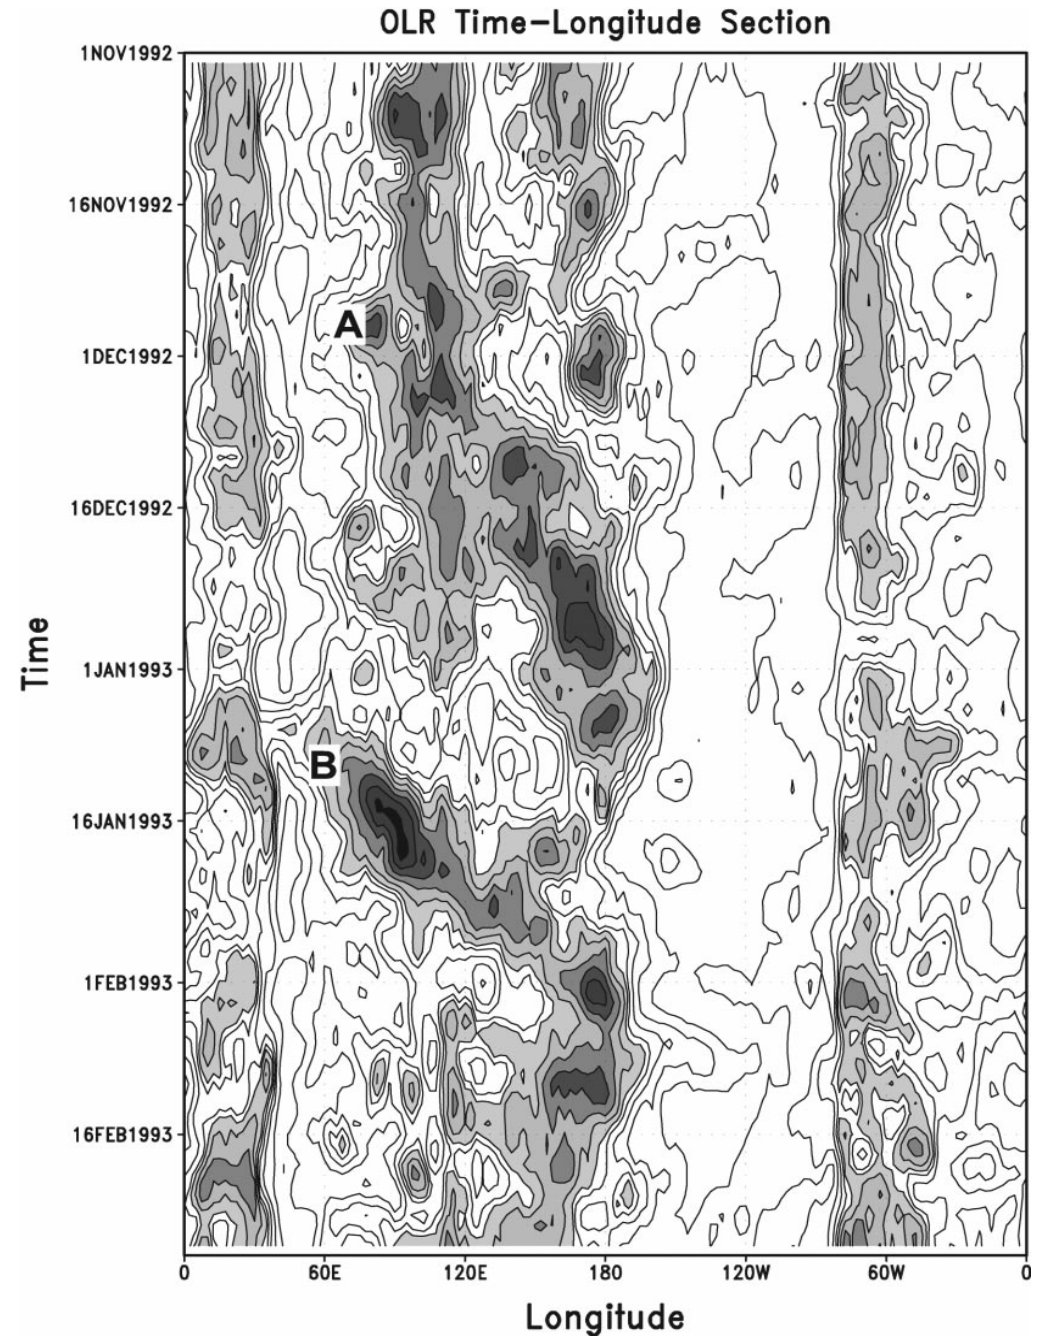 OLR Time-Longitude Section
1NOV1992
16NOV1992
A
1DEC1992
16DEC1992
Time
1JAN1993
B
16JAN1993
1FEB1993
16FEB1993
0 60E 120E 180 120W 60W 0
Longitude